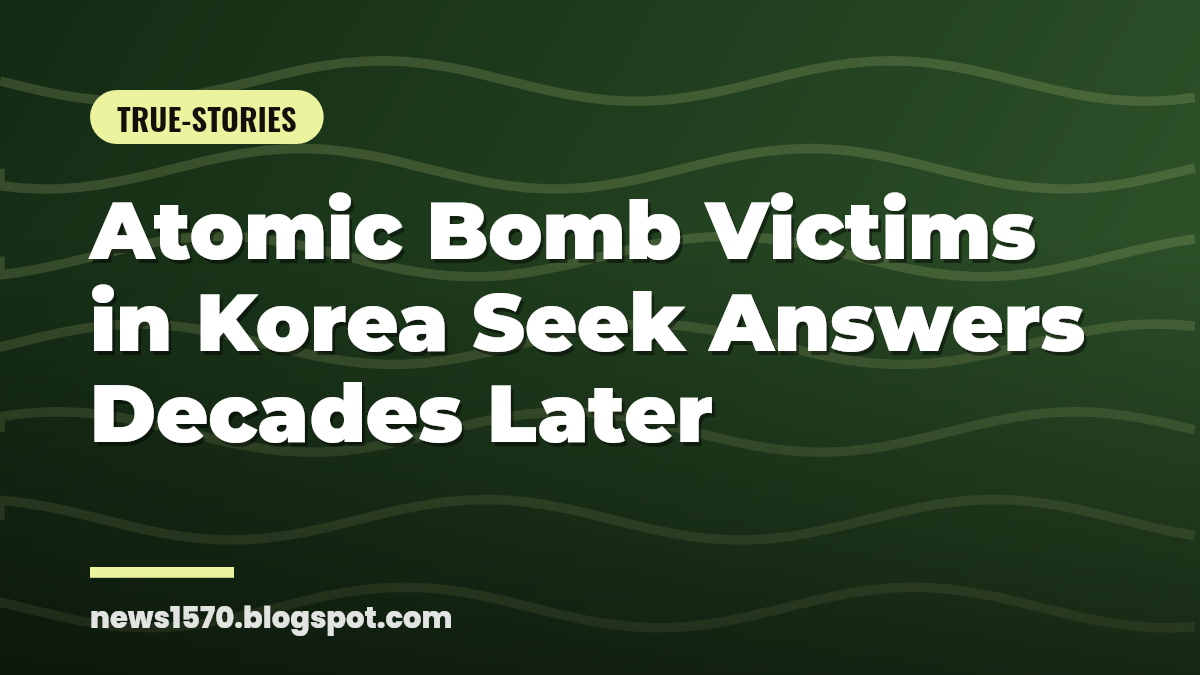 TRUE-STORIES
Atomic Bomb Victims
in Korea Seek Answers
Decades Later
news1570.blogspot.com